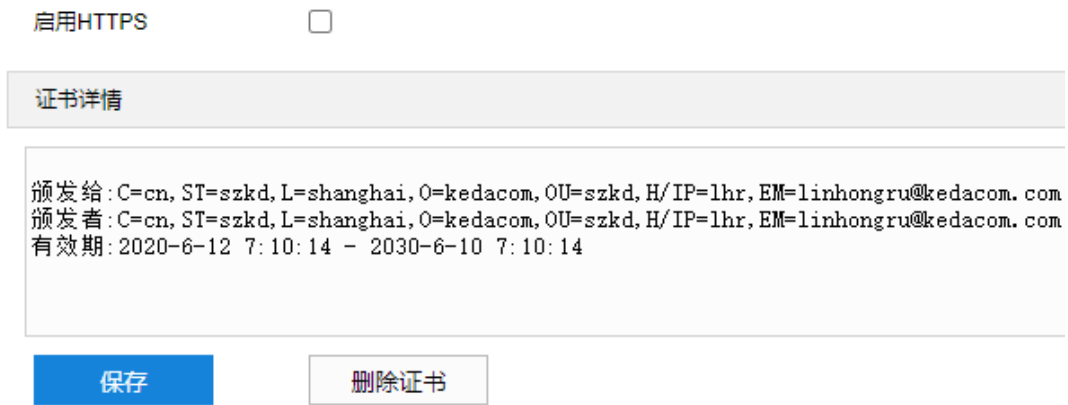 启用HTTPS
证书详情
颁发给:C=cn,ST=szkd,L=shanghai,O=kedacom,OU=szkd,H/IP=lhr,EM=linhongru@kedacom.com
颁发者:C=cn,ST=szkd,L=shanghai,O=kedacom,OU=szkd,H/IP=lhr,EM=linhongru@kedacom.com
有效期:2020-6-12 7:10:14 - 2030-6-10 7:10:14
保存 删除证书